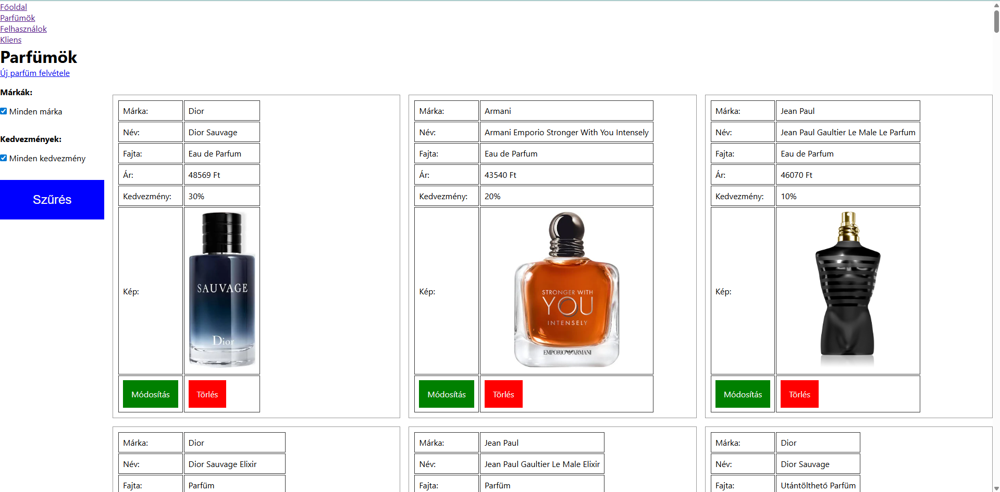 Főoldal
Parfümök
Felhasználok
Kliens
Parfümök
Új parfüm felvétele
Márkák:
Minden márka
Kedvezmények:
Minden kedvezmény
Szűrés
Márka: Dior
Név: Dior Sauvage
Fajta: Eau de Parfum
Ár: 48569 Ft
Kedvezmény: 30%
Kép:
SAUVAGE
Dior
Módosítás Törlés
Márka: Armani
Név: Armani Emporio Stronger With You Intensely
Fajta: Eau de Parfum
Ár: 43540 Ft
Kedvezmény: 20%
Kép:
STRONGER WITH
YOU
INTENSELY
EMPORIO ARMANI
Módosítás Törlés
Márka: Jean Paul
Név: Jean Paul Gaultier Le Male Le Parfum
Fajta: Eau de Parfum
Ár: 46070 Ft
Kedvezmény: 10%
Kép:
Módosítás Törlés
Márka: Dior
Név: Dior Sauvage Elixir
Fajta: Parfüm
Márka: Jean Paul
Név: Jean Paul Gaultier Le Male Elixir
Fajta: Parfüm
Márka: Dior
Név: Dior Sauvage
Fajta: Utántölthető Parfüm